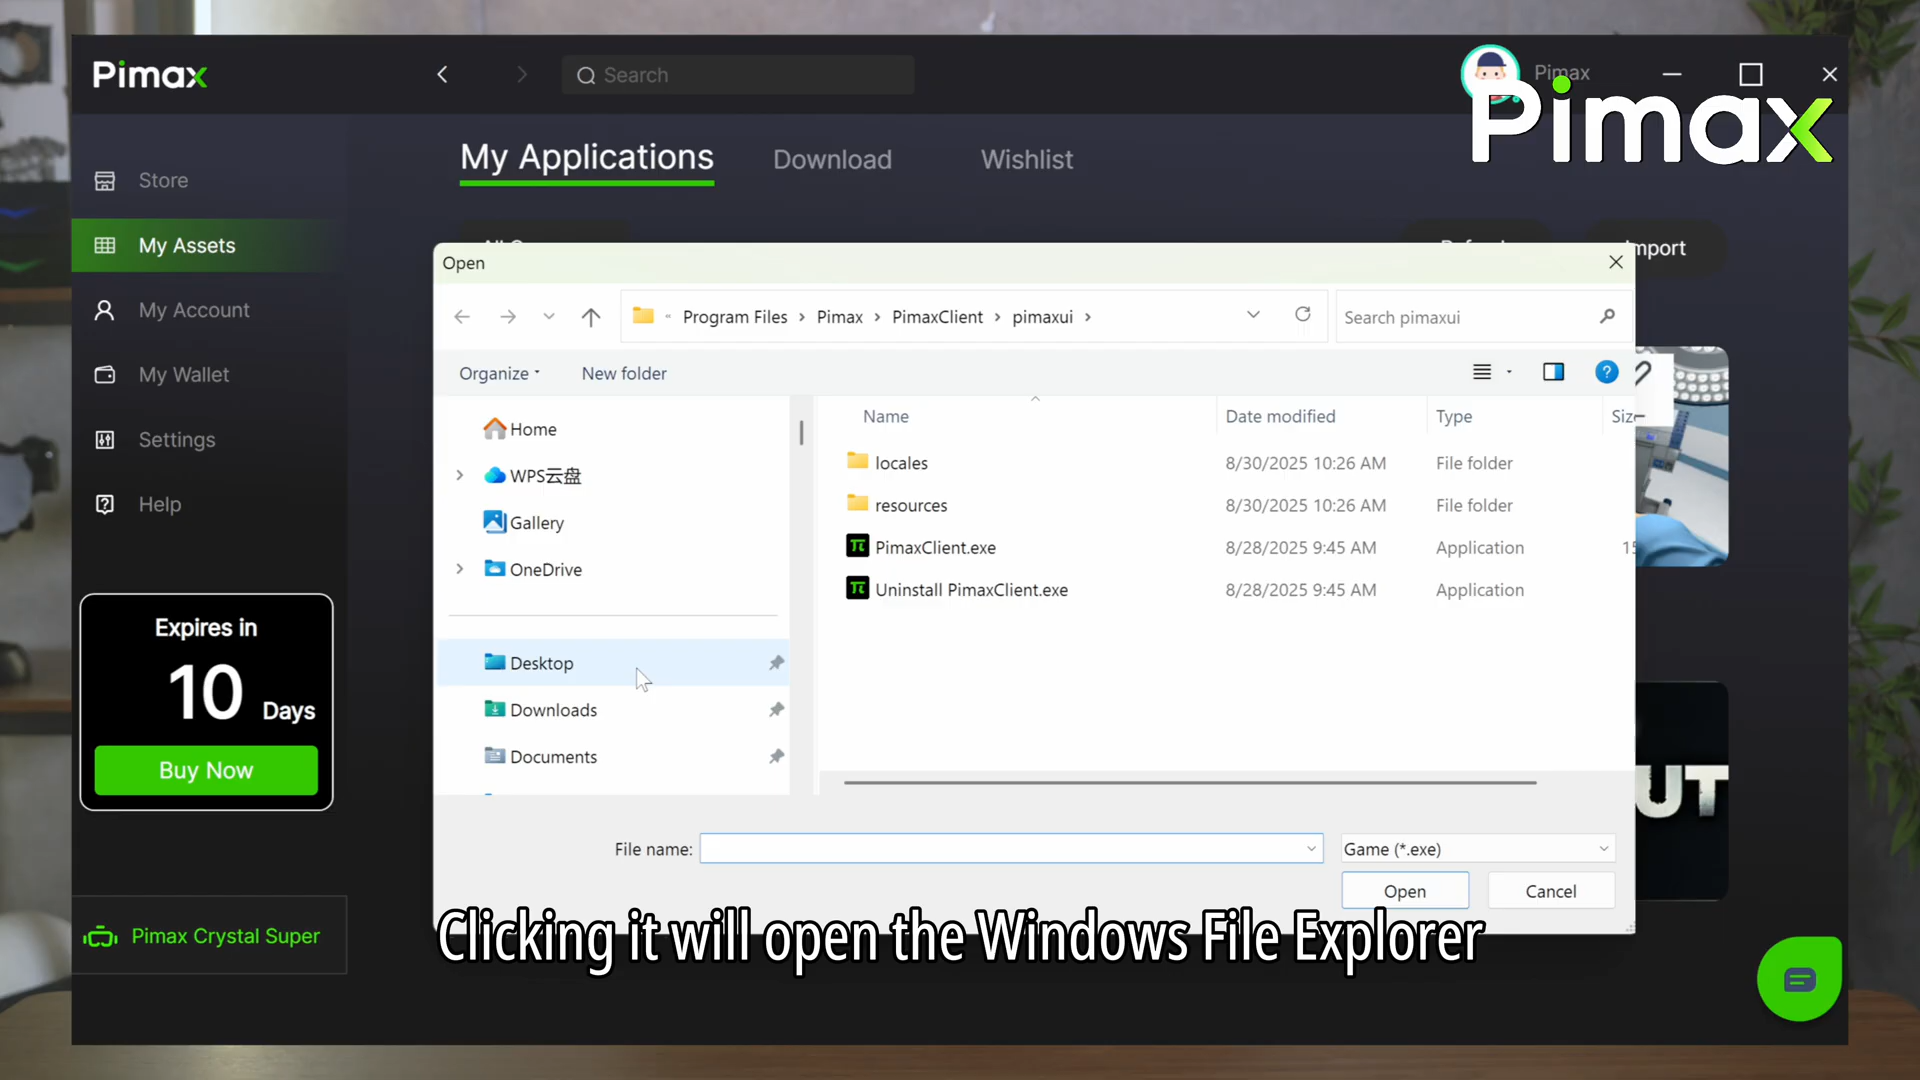 Pimax
Search
Pimax
Pimax
My Applications
Download
Wishlist
Store
My Assets
My Account
My Wallet
Settings
Help
Import
Open
Program Files > Pimax > PimaxClient > pimaxui >
Search pimaxui
Organize
New folder
Name
Date modified
Type
Home
WPS云盘
Gallery
OneDrive
Desktop
Downloads
Documents
locales 8/30/2025 10:26 AM File folder
resources 8/30/2025 10:26 AM File folder
PimaxClient.exe 8/28/2025 9:45 AM Application
Uninstall PimaxClient.exe 8/28/2025 9:45 AM Application
Expires in
10 Days
Buy Now
File name:
Game (*.exe)
Open
Cancel
Pimax Crystal Super
Clicking it will open the Windows File Explorer